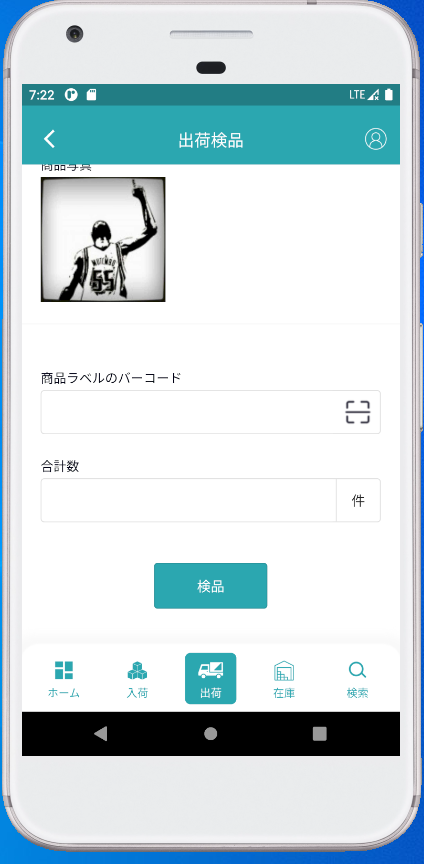 7:22
LTE
出荷検品
商品写真
MUTOMBO
55
商品ラベルのバーコード
合計数
件
検品
ホーム
入荷
出荷
在庫
検索